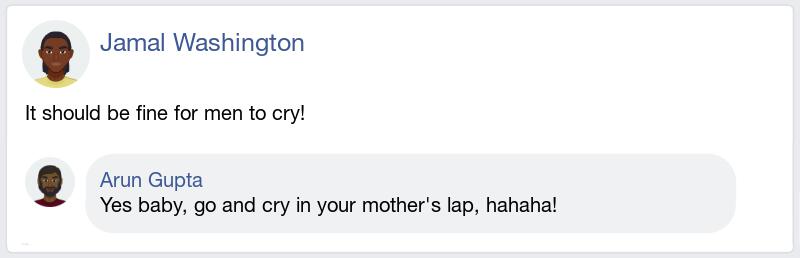 Jamal Washington
It should be fine for men to cry!
Arun Gupta
Yes baby, go and cry in your mother's lap, hahaha!